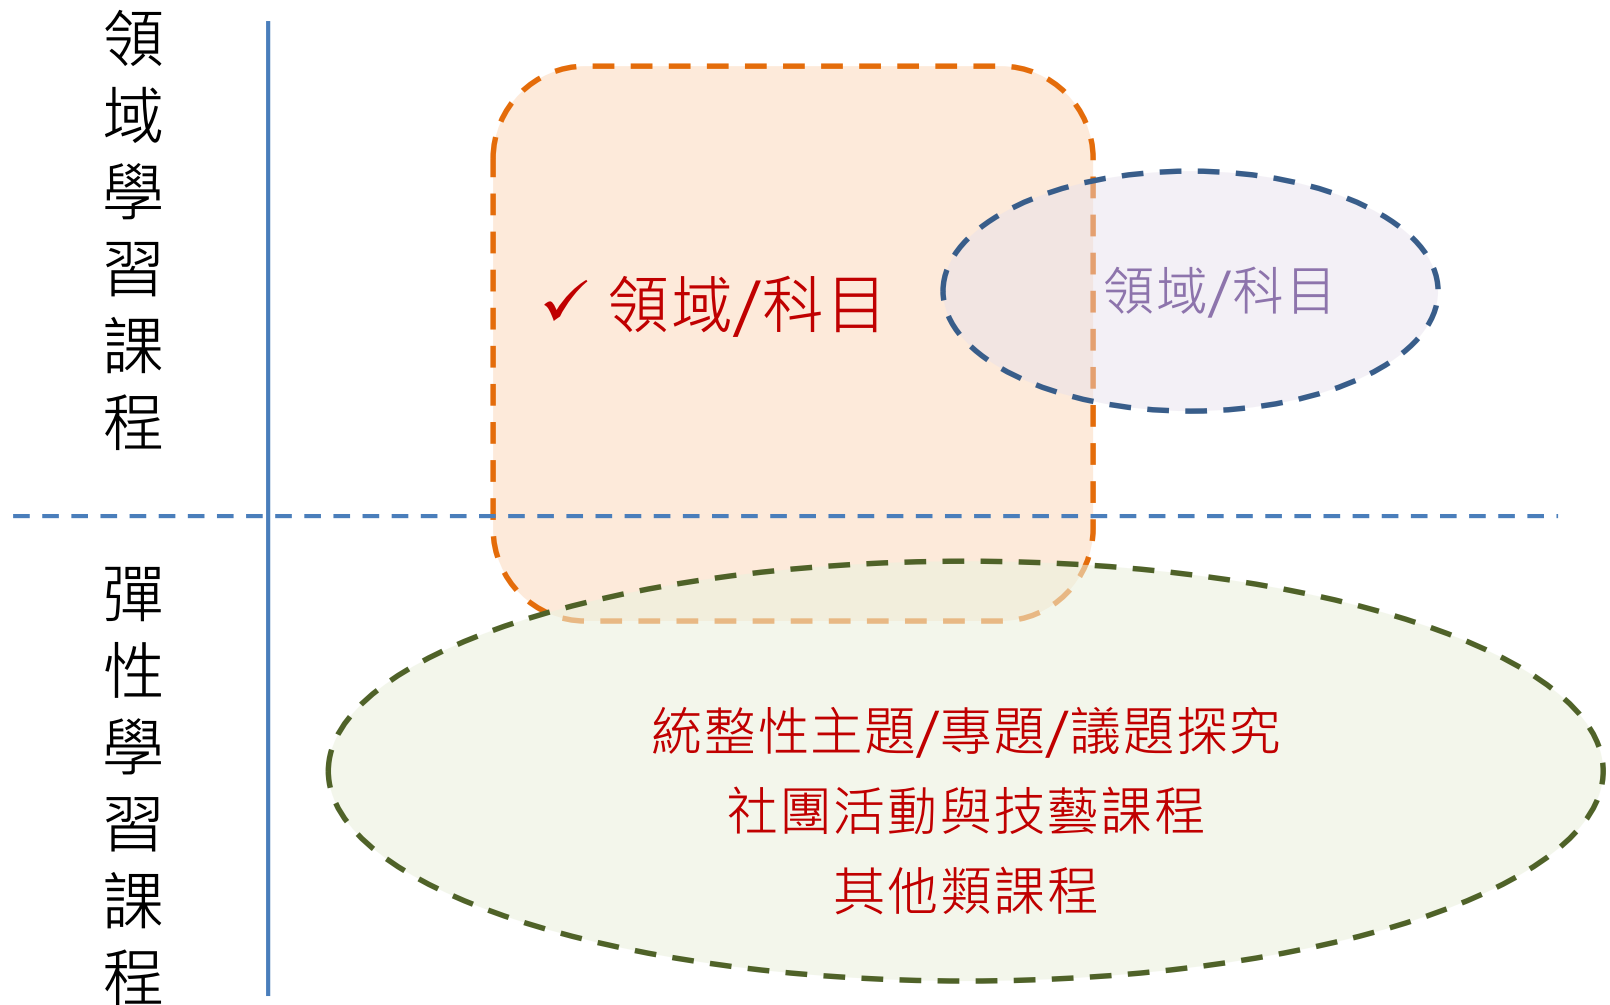 領域學習課程
✓ 領域/科目
領域/科目
彈性學習課程
統整性主題/專題/議題探究
社團活動與技藝課程
其他類課程